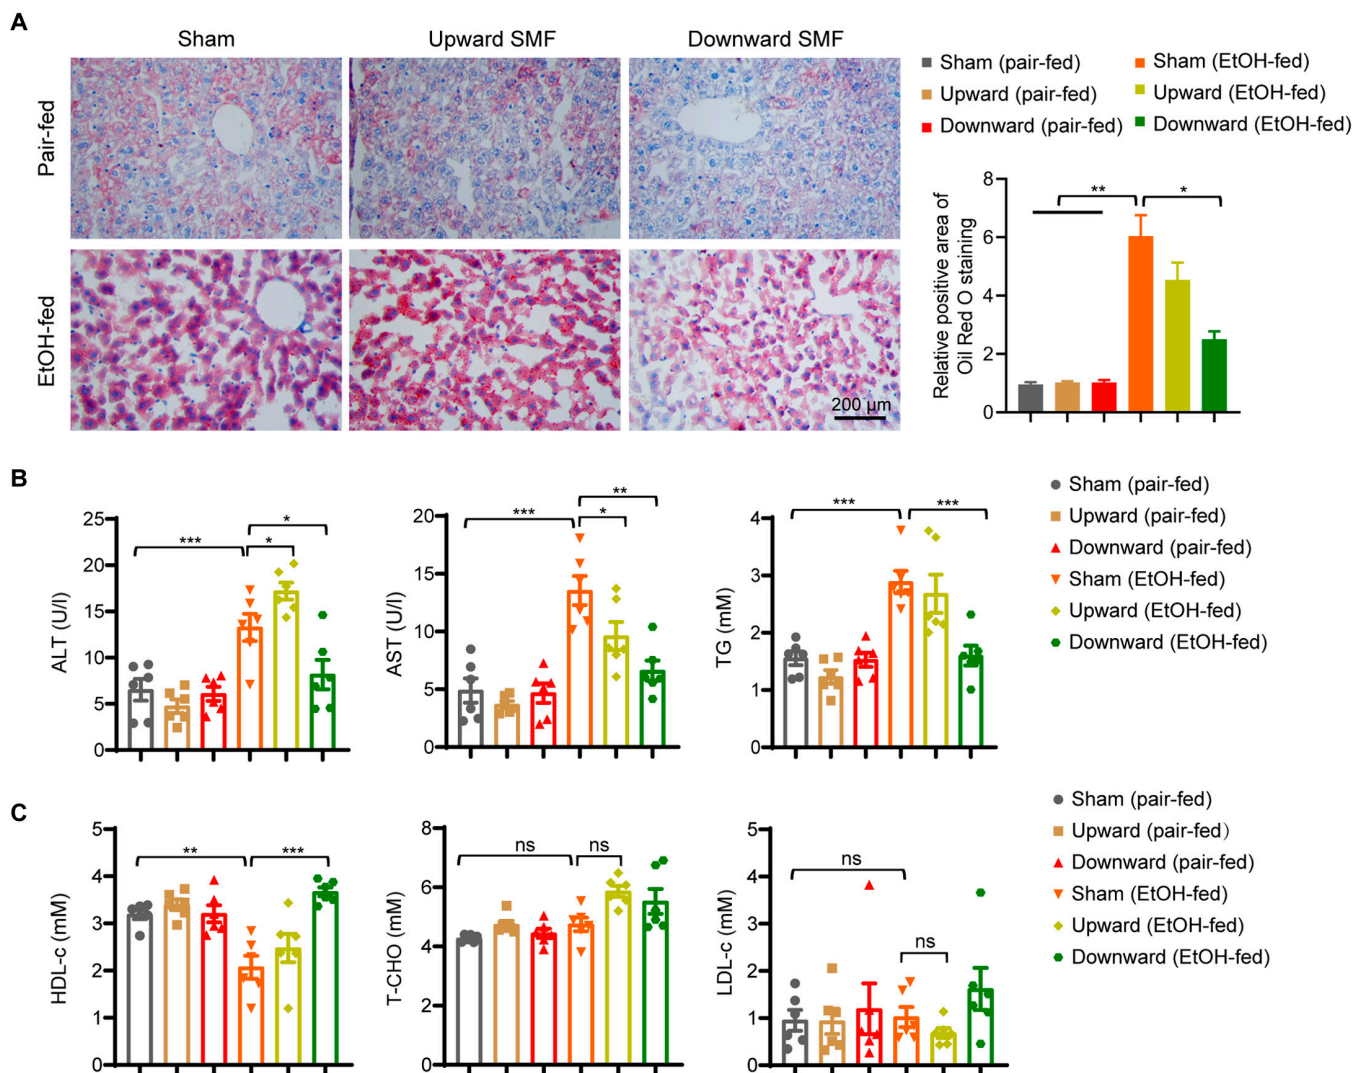 A
Sham
Upward SMF
Downward SMF
Pair-fed
EtOH-fed
200 μm
Sham (pair-fed)
Upward (pair-fed)
Downward (pair-fed)
Sham (EtOH-fed)
Upward (EtOH-fed)
Downward (EtOH-fed)
Relative positive area of
Oil Red O staining
8
6
4
2
0
**
*
B
ALT (U/l)
25
20
15
10
5
0
***
*
*
AST (U/l)
20
15
10
5
0
***
**
*
TG (mM)
4
3
2
1
0
***
***
Sham (pair-fed)
Upward (pair-fed)
Downward (pair-fed)
Sham (EtOH-fed)
Upward (EtOH-fed)
Downward (EtOH-fed)
C
HDL-c (mM)
5
4
3
2
1
0
**
***
T-CHO (mM)
8
6
4
2
0
ns
ns
LDL-c (mM)
5
4
3
2
1
0
ns
ns
Sham (pair-fed)
Upward (pair-fed)
Downward (pair-fed)
Sham (EtOH-fed)
Upward (EtOH-fed)
Downward (EtOH-fed)